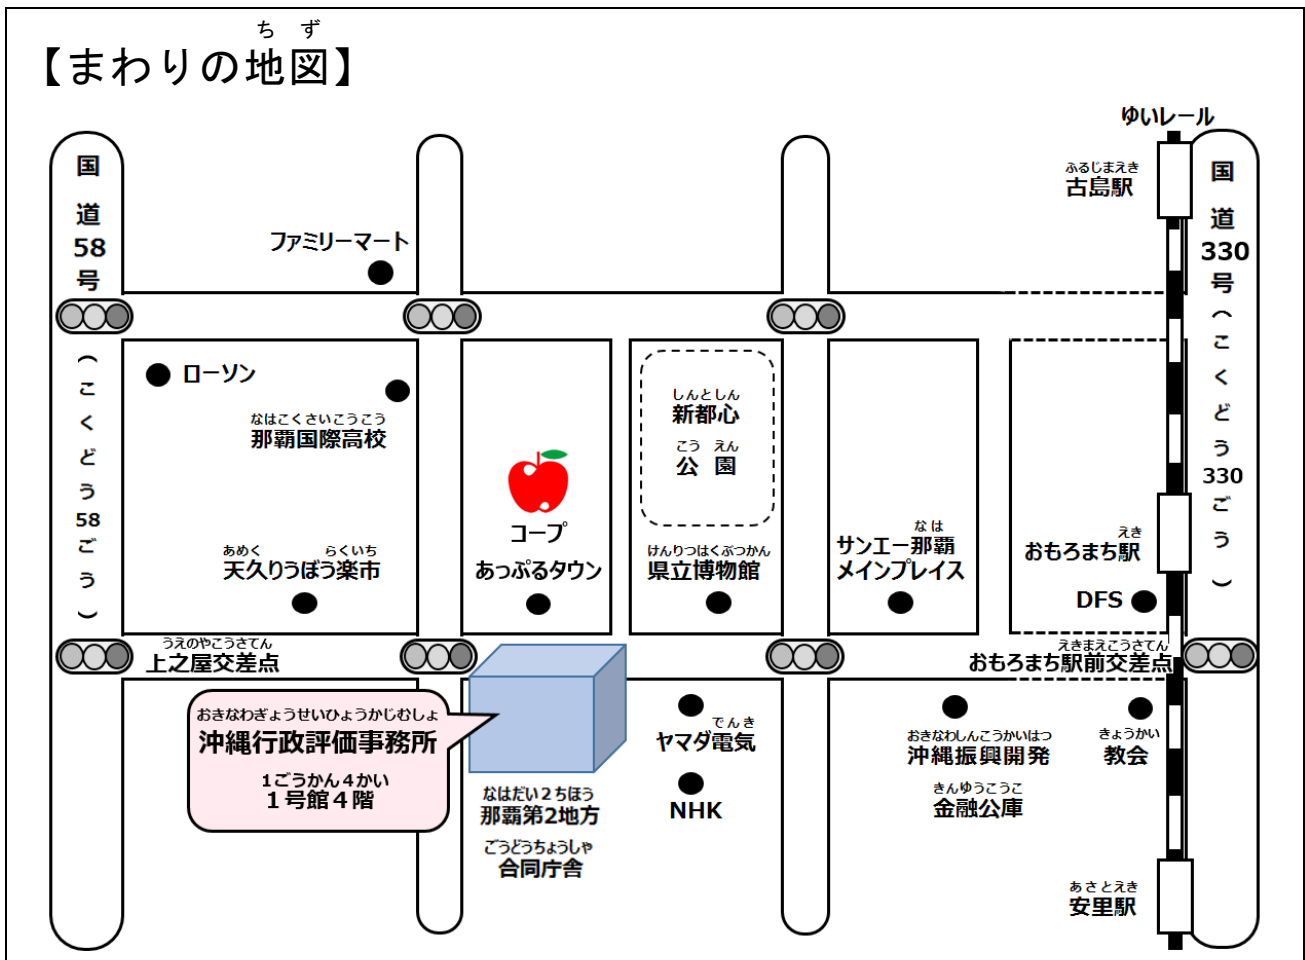 ち ず
【まわりの地図】
ゆいレール
ふるじまえき
古島駅
国道58号（こくどう58ごう）
国道330号（こくどう330ごう）
ファミリーマート
ローソン
なはこくさいこうこう
那覇国際高校
しんとしん
新都心
こう えん
公 園
コープ
あっぷるタウン
あめく らくいち
天久りうぼう楽市
けんりつはくぶつかん
県立博物館
なは
サンエー那覇
メインプレイス
えき
おもろまち駅
DFS
うえのやこうさてん
上之屋交差点
えきまえこうさてん
おもろまち駅前交差点
おきなわぎょうせいひょうかじむしょ
沖縄行政評価事務所
1ごうかん４かい
１号館４階
なはだい２ちほう
那覇第2地方
ごうどうちょうしゃ
合同庁舎
でんき
ヤマダ電気
NHK
おきなわしんこうかいはつ
沖縄振興開発
きんゆうこうこ
金融公庫
きょうかい
教会
あさとえき
安里駅